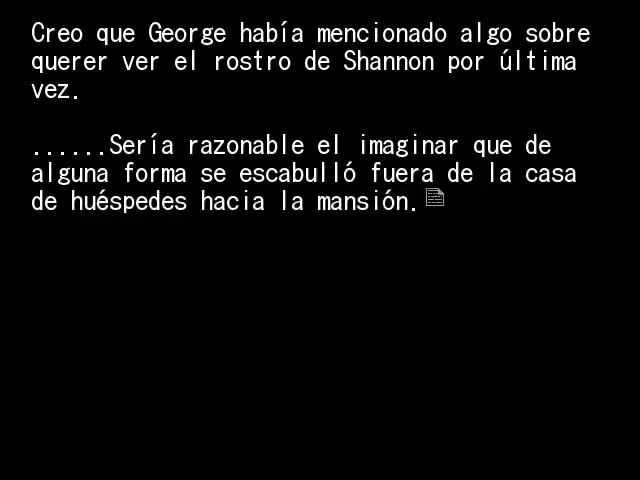 Creo que George había mencionado algo sobre
querer ver el rostro de Shannon por última
vez.
......Sería razonable el imaginar que de
alguna forma se escabulló fuera de la casa
de huéspedes hacia la mansión.